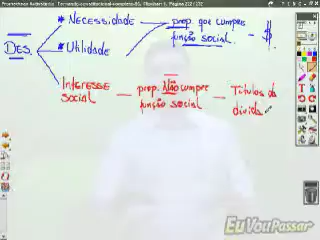 * Necessidade
prop. que cumpre
função social
- $
Des.
* Utilidade
Interesse
social
prop. Não cumpre
função social
Títulos da
dívida
EuVouPassar